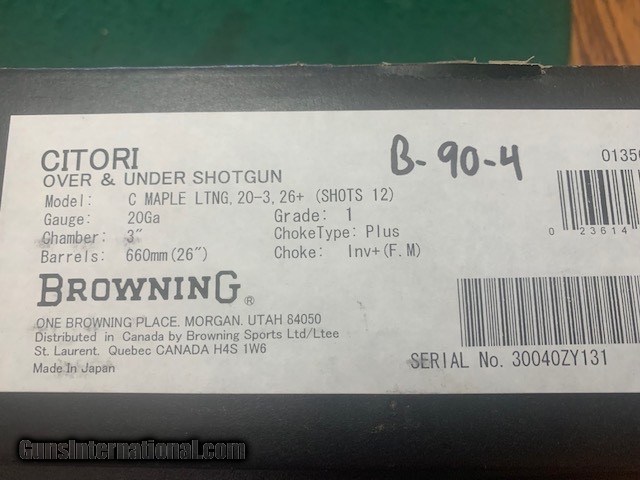 CITORI
OVER & UNDER SHOTGUN
B-90-4
Model: C MAPLE LTNG, 20-3, 26+ (SHOTS 12)
Gauge: 20Ga Grade: 1
Chamber: 3" ChokeType: Plus
Barrels: 660mm(26") Choke: Inv+(F.M)
BROWNING®
ONE BROWNING PLACE. MORGAN. UTAH 84050
Distributed in Canada by Browning Sports Ltd/Ltee
St. Laurent. Quebec CANADA H4S 1W6
Made In Japan
0 23614
SERIAL No. 30040ZY131
GunsInternational.com